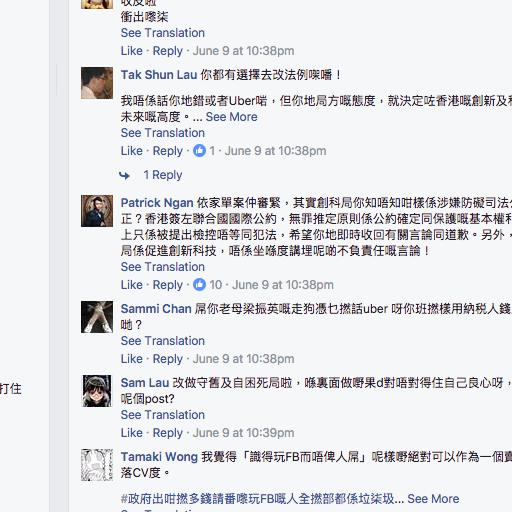 收皮啦
衝出嚟柒
See Translation
Like · Reply · June 9 at 10:38pm
Tak Shun Lau 你都有選擇去改法例㗎喎！
我唔係話你地錯或者Uber啱，但你地局方嘅態度，就決定咗香港嘅創新及科
未來嘅高度。... See More
See Translation
Like · Reply · 1 · June 9 at 10:38pm
1 Reply
Patrick Ngan 依家單案仲審緊，其實創科局你知唔知咁樣係涉嫌防礙司法公
正？香港簽左聯合國國際公約，無罪推定原則係公約確定同保護嘅基本權利
上只係被提出檢控唔等同犯法，希望你地即時收回有關言論同道歉。另外，
局係促進創新科技，唔係坐喺度講埋呢啲不負責任嘅言論！
See Translation
Like · Reply · 10 · June 9 at 10:38pm
Sammi Chan 屌你老母梁振英嘅走狗憑乜撚話uber 呀你班撚樣用納稅人錢
哋？
See Translation
Like · Reply · June 9 at 10:38pm
打住
Sam Lau 改做守舊及自困死局啦，喺裏面做嘢果d對唔對得住自己良心呀，
呢個post?
See Translation
Like · Reply · June 9 at 10:39pm
Tamaki Wong 我覺得「識得玩FB而唔俾人屌」呢樣嘢絕對可以作為一個賣
落CV度。
#政府出咁撚多錢請番嚟玩FB嘅人全撚部都係垃柒圾... See More